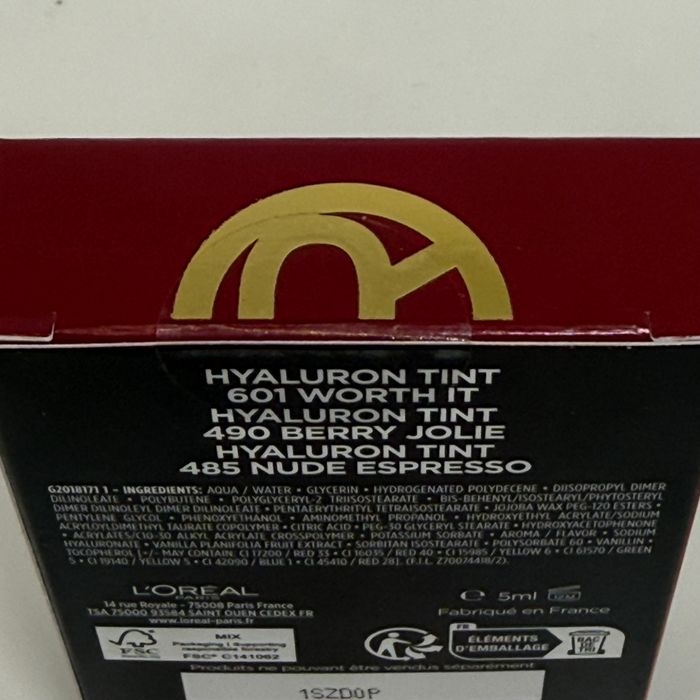 HYALURON TINT
601 WORTH IT
HYALURON TINT
490 BERRY JOLIE
HYALURON TINT
485 NUDE ESPRESSO
G2018171 1 - INGREDIENTS: AQUA / WATER • GLYCERIN • HYDROGENATED POLYDECENE • DIISOPROPYL DIMER
DILINOLEATE • POLYBUTENE • POLYGLYCERYL-2 TRIISOSTEARATE • BIS-BEHENYL/ISOSTEARYL/PHYTOSTERYL
DIMER DILINOLEYL DIMER DILINOLEATE • PENTAERYTHRITYL TETRAISOSTEARATE • JOJOBA WAX PEG-120 ESTERS •
PENTYLENE GLYCOL • PHENOXYETHANOL • AMINOMETHYL PROPANOL • HYDROXYETHYL ACRYLATE/SODIUM
ACRYLOYLDIMETHYL TAURATE COPOLYMER • CITRIC ACID • PEG-30 GLYCERYL STEARATE • HYDROXYACETOPHENONE
• ACRYLATES/C10-30 ALKYL ACRYLATE CROSSPOLYMER • POTASSIUM SORBATE • AROMA / FLAVOR • SODIUM
HYALURONATE • VANILLA PLANIFOLIA FRUIT EXTRACT • SORBITAN ISOSTEARATE • POLYSORBATE 60 • VANILLIN •
TOCOPHEROL [+/- MAY CONTAIN: CI 17200 / RED 33 • CI 16035 / RED 40 • CI 15985 / YELLOW 6 • CI 61570 / GREEN
5 • CI 19140 / YELLOW 5 • CI 42090 / BLUE 1 • CI 45410 / RED 28]. (F.I.L. Z70074418/2).
L'ORÉAL
PARIS
14 rue Royale - 75008 Paris France
TSA 75000 93584 SAINT OUEN CEDEX FR
www.loreal-paris.fr
℮ 5ml 12M
Fabriqué en France
FSC
MIX
Packaging | Supporting
responsible forestry
FSC® C141062
FR
ÉLÉMENTS
D'EMBALLAGE
BAC
DE
TRI
Produits ne pouvant être vendus séparément
1SZD0P